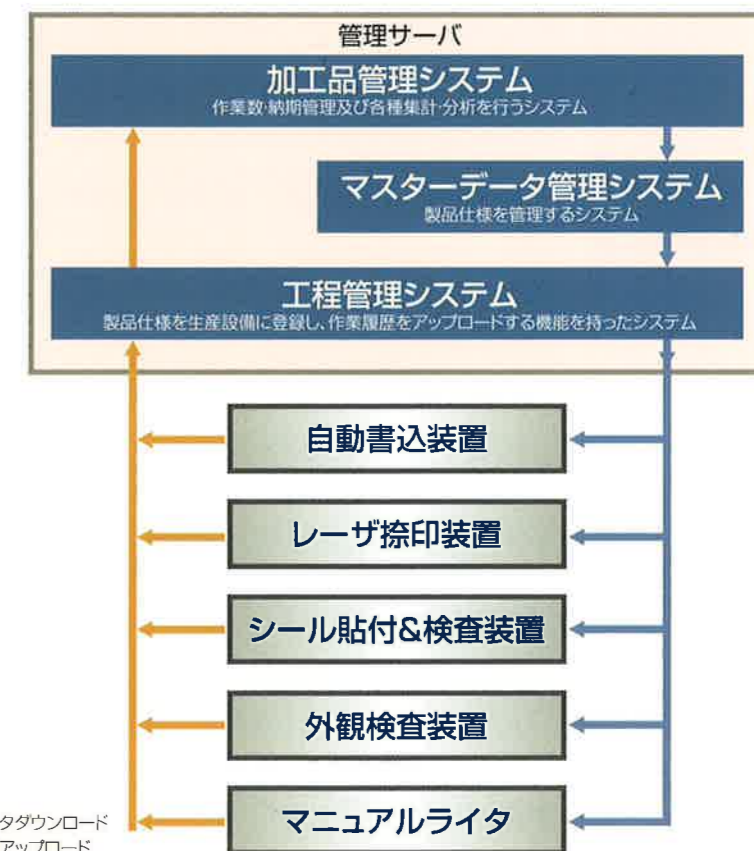 管理サーバ
加工品管理システム
作業数・納期管理及び各種集計・分析を行うシステム
マスターデータ管理システム
製品仕様を管理するシステム
工程管理システム
製品仕様を生産設備に登録し、作業履歴をアップロードする機能を持ったシステム
自動書込装置
レーザ捺印装置
シール貼付&検査装置
外観検査装置
マニュアルライタ
タダウンロード
アップロード